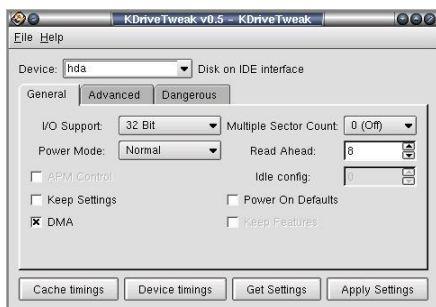 KDriveTweak v0.5 - KDriveTweak
File Help
Device: hda Disk on IDE interface
General Advanced Dangerous
I/O Support: 32 Bit Multiple Sector Count: 0 (Off)
Power Mode: Normal Read Ahead: 8
APM Control Idle config: 0
Keep Settings Power On Defaults
DMA Keep Features
Cache timings Device timings Get Settings Apply Settings